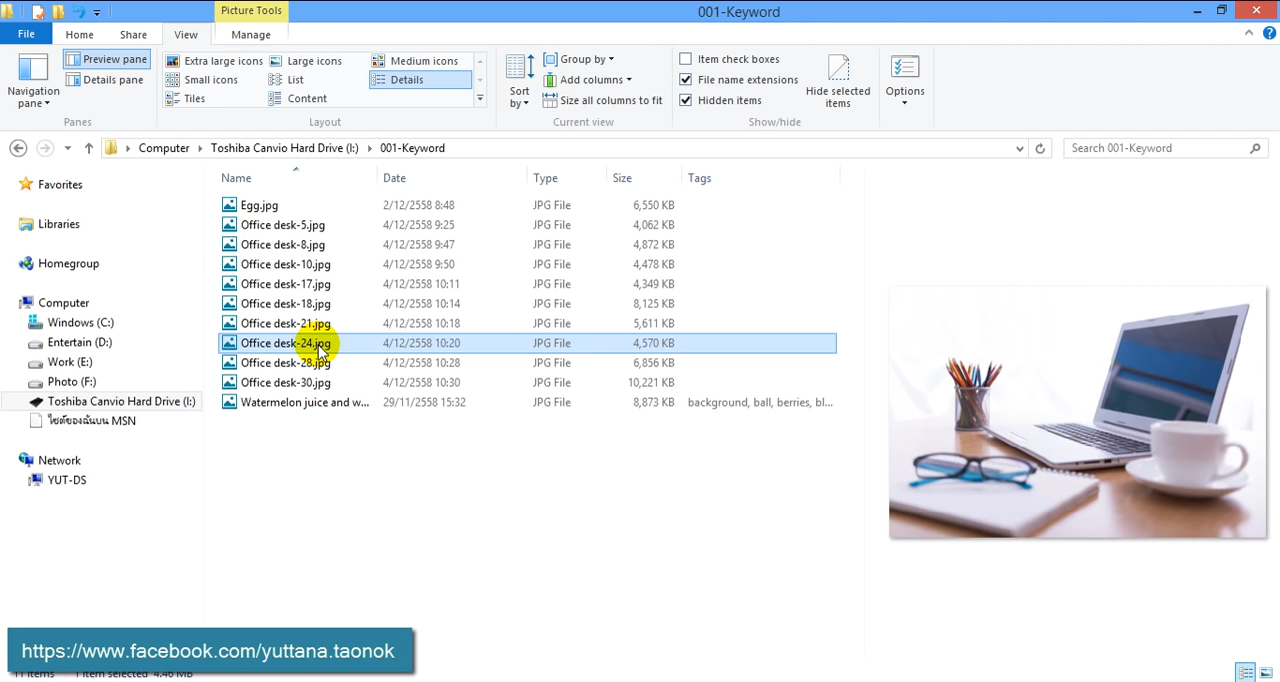 Picture Tools
001-Keyword
File
Home
Share
View
Manage
Navigation pane
Preview pane
Details pane
Panes
Extra large icons
Large icons
Medium icons
Small icons
List
Details
Tiles
Content
Layout
Sort by
Group by
Add columns
Size all columns to fit
Current view
Item check boxes
File name extensions
Hidden items
Hide selected items
Show/hide
Options
Computer
Toshiba Canvio Hard Drive (I:)
001-Keyword
Search 001-Keyword
Favorites
Libraries
Homegroup
Computer
Windows (C:)
Entertain (D:)
Work (E:)
Photo (F:)
Toshiba Canvio Hard Drive (I:)
ไซต์ของฉันบน MSN
Network
YUT-DS
Name Date Type Size Tags
Egg.jpg 2/12/2558 8:48 JPG File 6,550 KB
Office desk-5.jpg 4/12/2558 9:25 JPG File 4,062 KB
Office desk-8.jpg 4/12/2558 9:47 JPG File 4,872 KB
Office desk-10.jpg 4/12/2558 9:50 JPG File 4,478 KB
Office desk-17.jpg 4/12/2558 10:11 JPG File 4,349 KB
Office desk-18.jpg 4/12/2558 10:14 JPG File 8,125 KB
Office desk-21.jpg 4/12/2558 10:18 JPG File 5,611 KB
Office desk-24.jpg 4/12/2558 10:20 JPG File 4,570 KB
Office desk-28.jpg 4/12/2558 10:28 JPG File 6,856 KB
Office desk-30.jpg 4/12/2558 10:30 JPG File 10,221 KB
Watermelon juice and w... 29/11/2558 15:32 JPG File 8,873 KB background, ball, berries, bl...
https://www.facebook.com/yuttana.taonok
11 items 1 item selected 4.46 MB